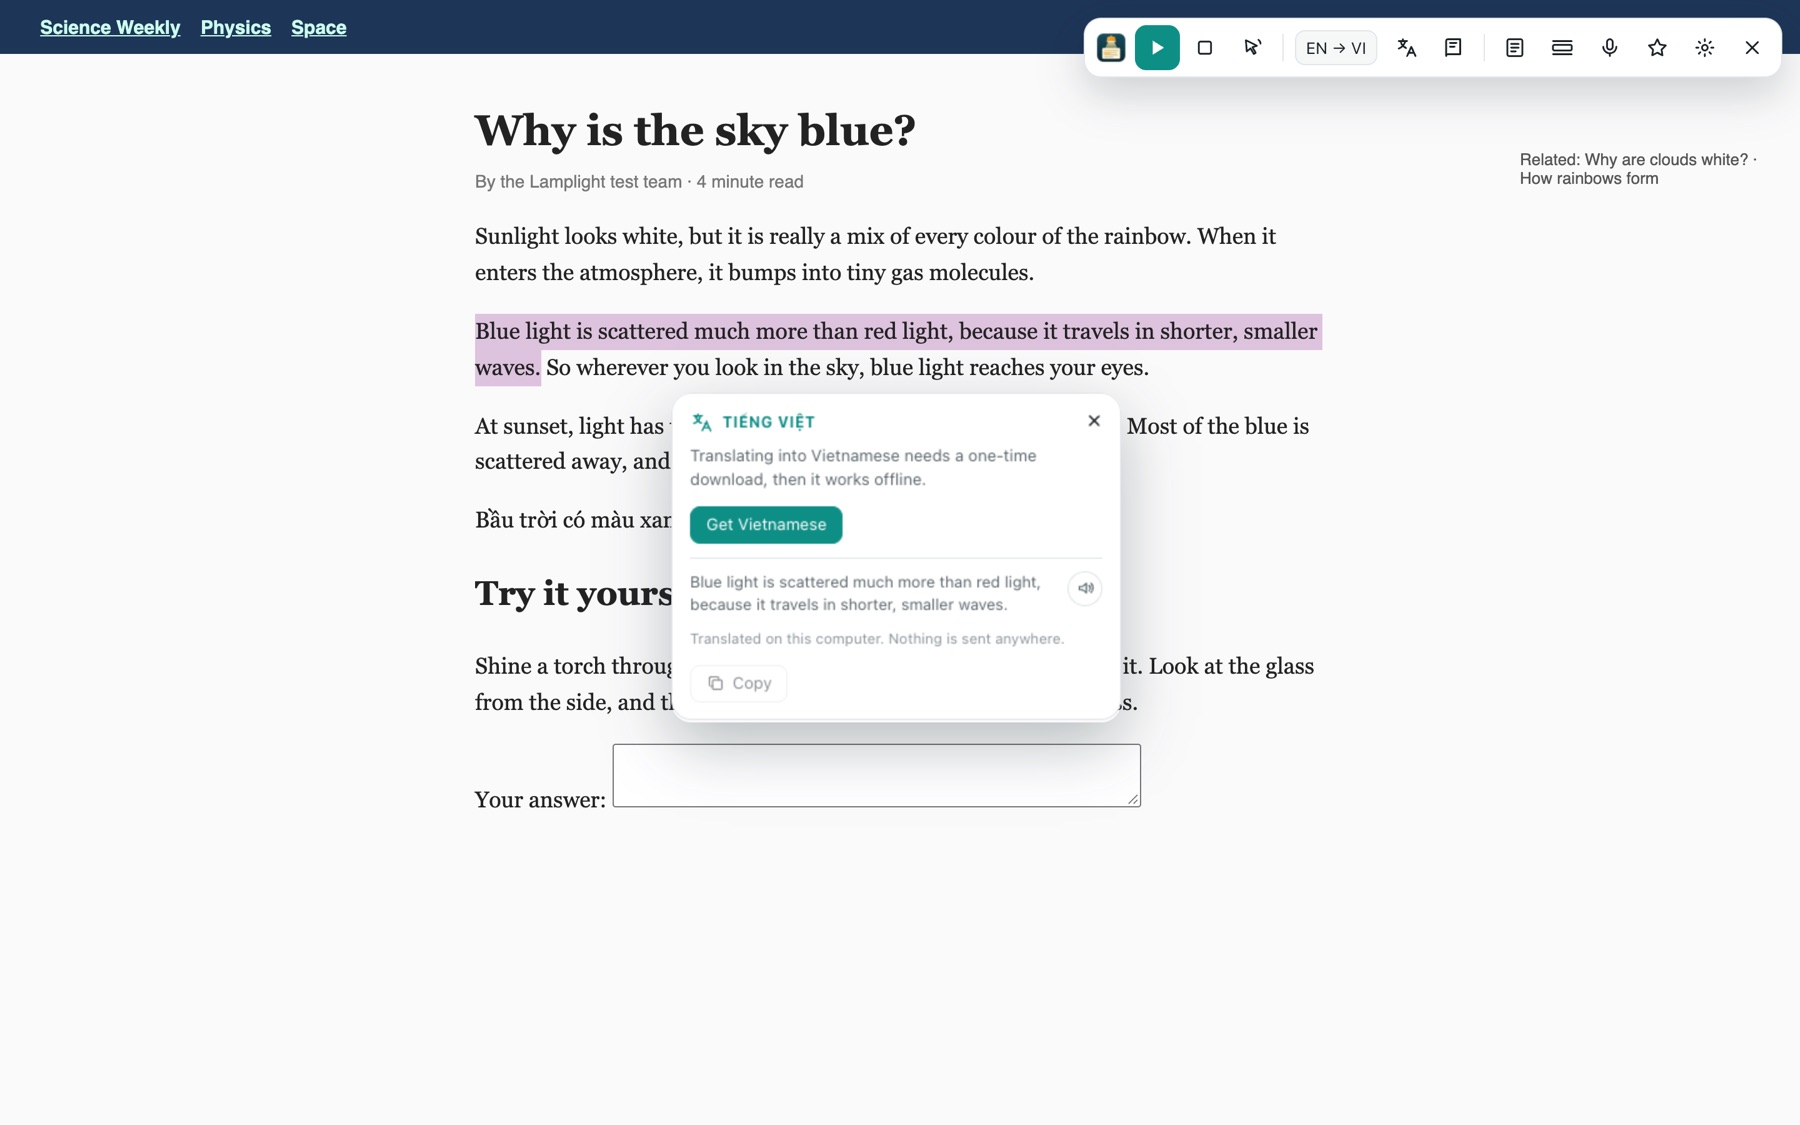 Science Weekly Physics Space
EN → VI
Why is the sky blue?
By the Lamplight test team · 4 minute read
Related: Why are clouds white? ·
How rainbows form
Sunlight looks white, but it is really a mix of every colour of the rainbow. When it
enters the atmosphere, it bumps into tiny gas molecules.
Blue light is scattered much more than red light, because it travels in shorter, smaller
waves. So wherever you look in the sky, blue light reaches your eyes.
At sunset, light has
Most of the blue is
scattered away, and
Bầu trời có màu
Try it
Shine a torch
it. Look at the glass
from the side, and
TIẾNG VIỆT
Translating into Vietnamese needs a one-time
download, then it works offline.
Get Vietnamese
Blue light is scattered much more than red light,
because it travels in shorter, smaller waves.
Translated on this computer. Nothing is sent anywhere.
Copy
Your answer: